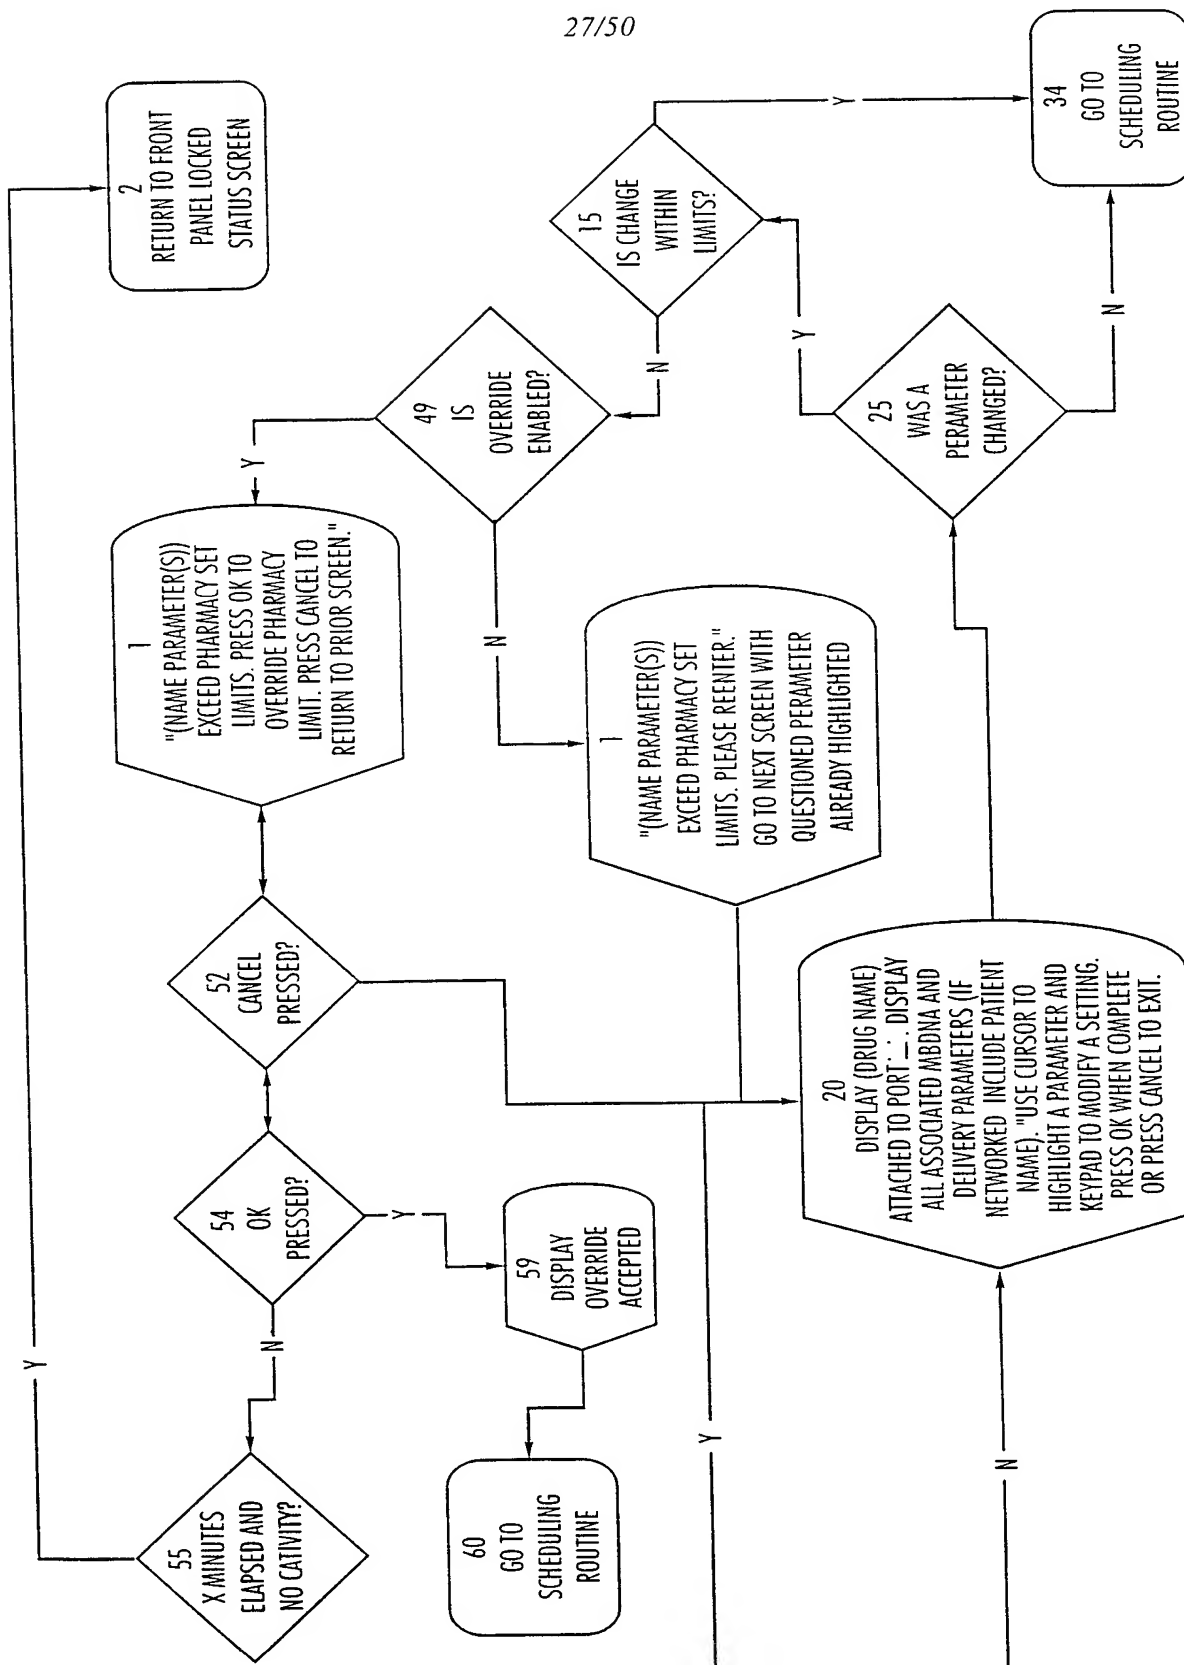 27/50
2
RETURN TO FRONT
PANEL LOCKED
STATUS SCREEN
Y
15
IS CHANGE
WITHIN
LIMITS?
Y
34
GO TO
SCHEDULING
ROUTINE
N
49
IS
OVERRIDE
ENABLED?
Y
N
25
WAS A
PERAMETER
CHANGED?
Y
N
1
"(NAME PARAMETER(S))
EXCEED PHARMACY SET
LIMITS. PRESS OK TO
OVERRIDE PHARMACY
LIMIT. PRESS CANCEL TO
RETURN TO PRIOR SCREEN."
1
"(NAME PARAMETER(S))
EXCEED PHARMACY SET
LIMITS. PLEASE REENTER."
GO TO NEXT SCREEN WITH
QUESTIONED PERAMETER
ALREADY HIGHLIGHTED
52
CANCEL
PRESSED?
54
OK
PRESSED?
Y
N
59
DISPLAY
OVERRIDE
ACCEPTED
20
DISPLAY (DRUG NAME)
ATTACHED TO PORT __. DISPLAY
ALL ASSOCIATED MBDNA AND
DELIVERY PARAMETERS (IF
NETWORKED INCLUDE PATIENT
NAME). "USE CURSOR TO
HIGHLIGHT A PARAMETER AND
KEYPAD TO MODIFY A SETTING.
PRESS OK WHEN COMPLETE
OR PRESS CANCEL TO EXIT.
55
X MINUTES
ELAPSED AND
NO CATIVITY?
60
GO TO
SCHEDULING
ROUTINE
Y
N